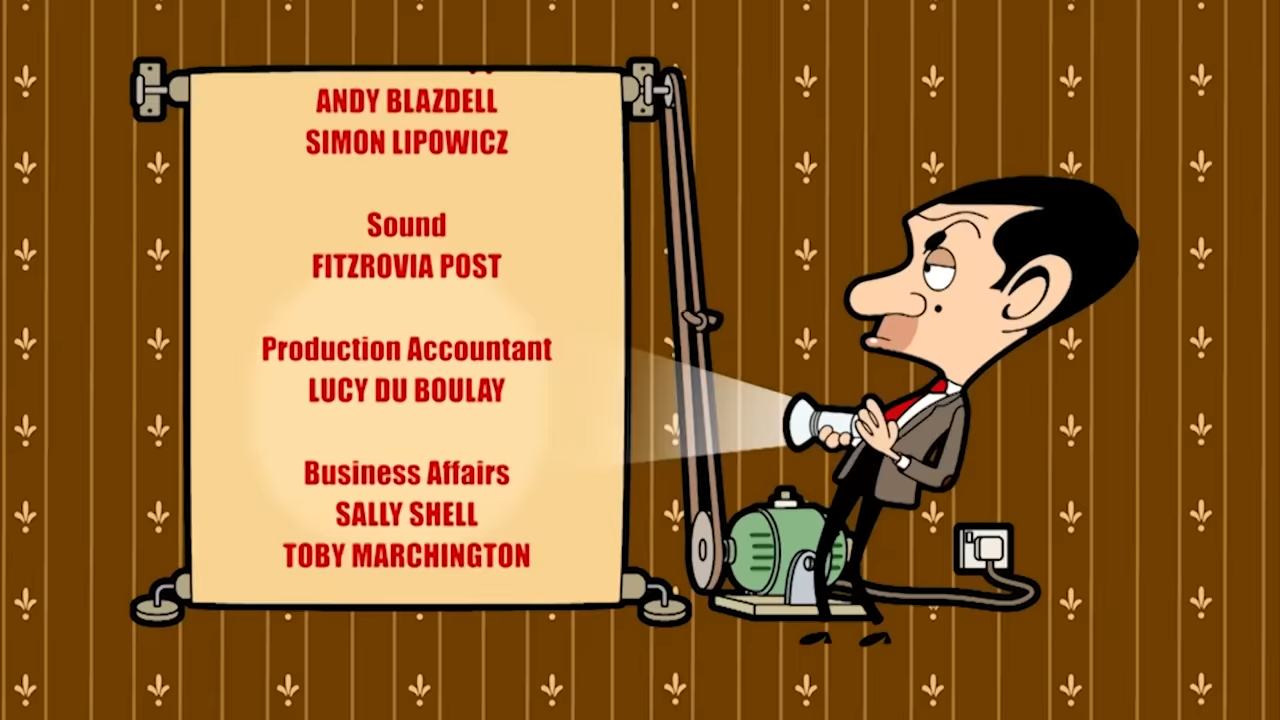 ANDY BLAZDELL
SIMON LIPOWICZ
Sound
FITZROVIA POST
Production Accountant
LUCY DU BOULAY
Business Affairs
SALLY SHELL
TOBY MARCHINGTON